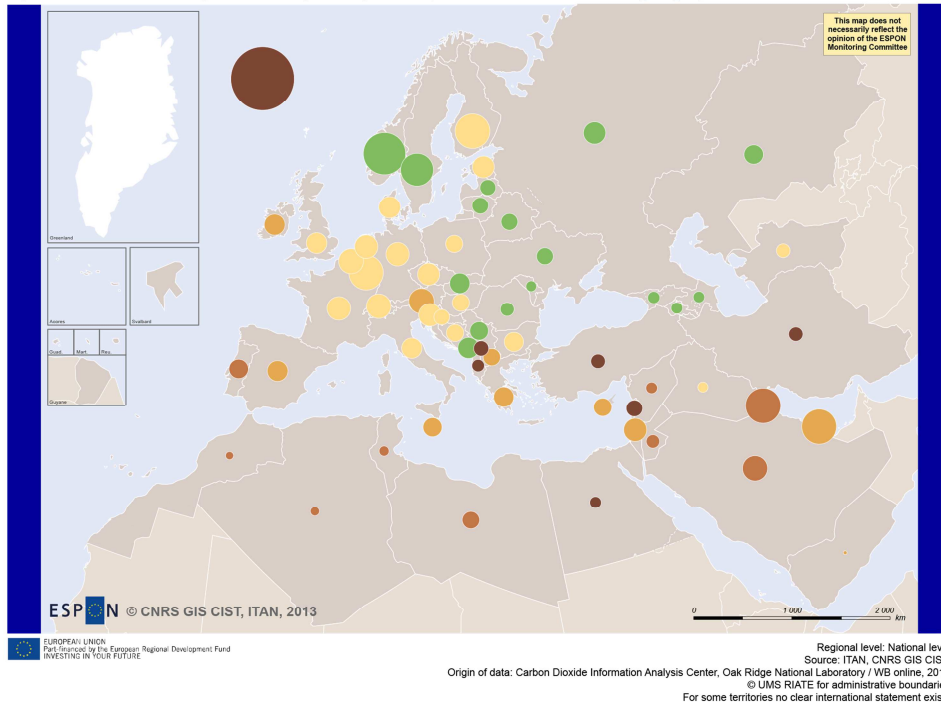 This map does not
necessarily reflect the
opinion of the ESPON
Monitoring Committee
Greenland
Azores
Svalbard
Guad. Mart. Reu.
Guyane
ESPON © CNRS GIS CIST, ITAN, 2013
0 1 000 2 000
km
EUROPEAN UNION
Part-financed by the European Regional Development Fund
INVESTING IN YOUR FUTURE
Regional level: National lev
Source: ITAN, CNRS GIS CIS
Origin of data: Carbon Dioxide Information Analysis Center, Oak Ridge National Laboratory / WB online, 201
© UMS RIATE for administrative boundari
For some territories no clear international statement exis